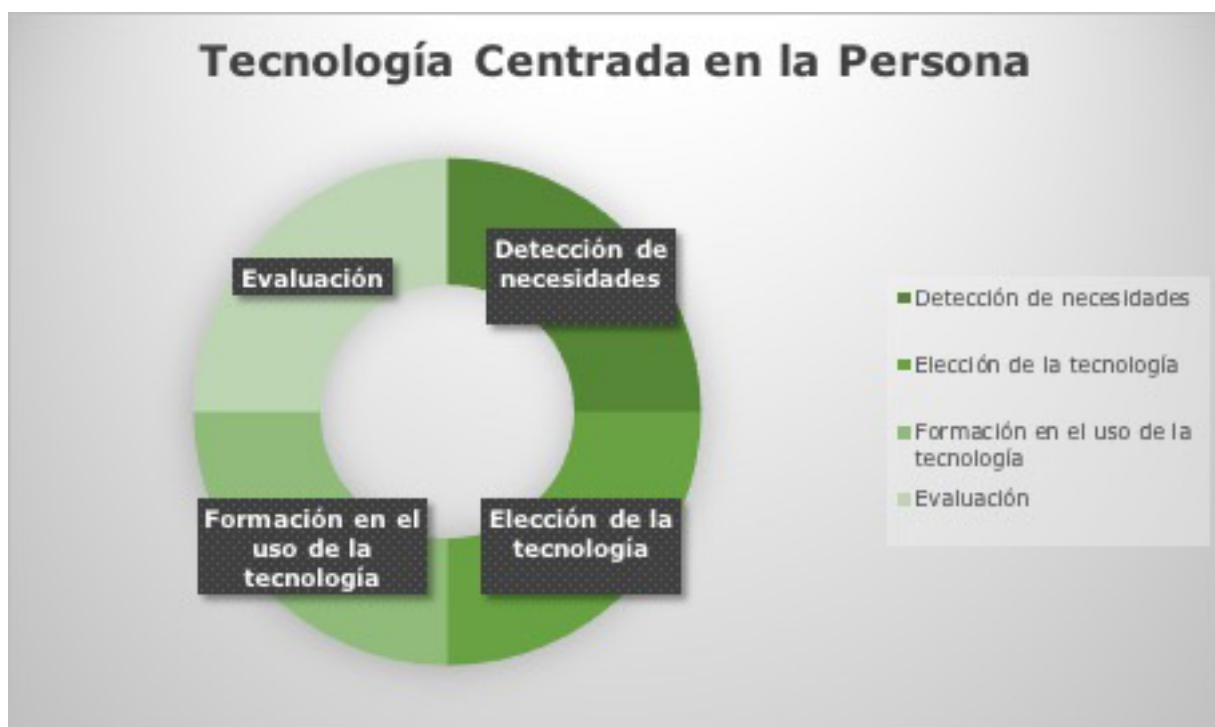 Tecnología Centrada en la Persona
Evaluación
Detección de
necesidades
Formación en el
uso de la
tecnología
Elección de la
tecnología
Detección de necesidades
Elección de la tecnología
Formación en el uso de la
tecnología
Evaluación